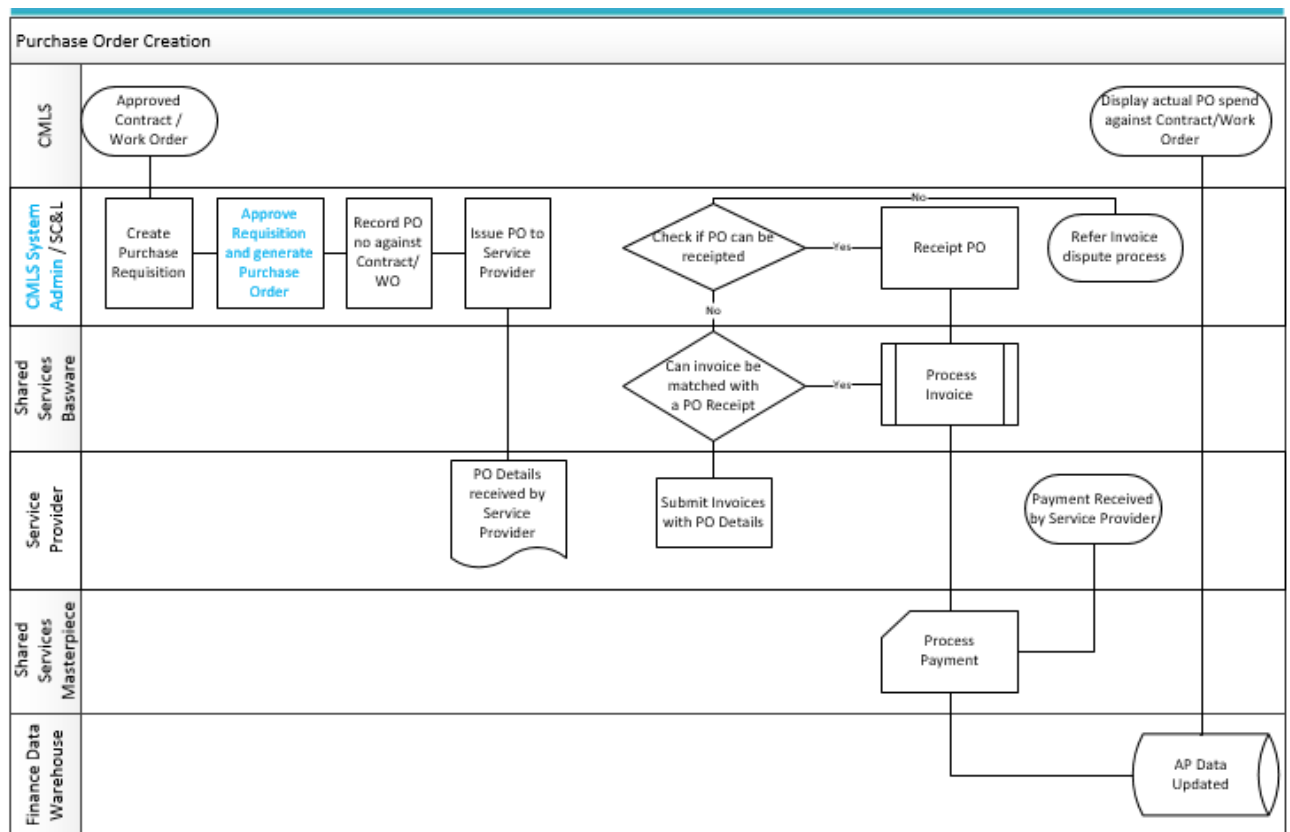 Purchase Order Creation
CMLS
Approved
Contract /
Work Order
Display actual PO spend
against Contract/Work
Order
CMLS System
Admin / SC&L
Create
Purchase
Requisition
Approve
Requisition
and generate
Purchase
Order
Record PO
no against
Contract/
WO
Issue PO to
Service
Provider
Check if PO can be
receipted
Yes
No
Receipt PO
No
Refer Invoice
dispute process
Shared
Services
Basware
Can invoice be
matched with
a PO Receipt
Yes
Process
Invoice
Service
Provider
PO Details
received by
Service
Provider
Submit Invoices
with PO Details
Payment Received
by Service Provider
Shared
Services
Masterpiece
Process
Payment
Finance Data
Warehouse
AP Data
Updated